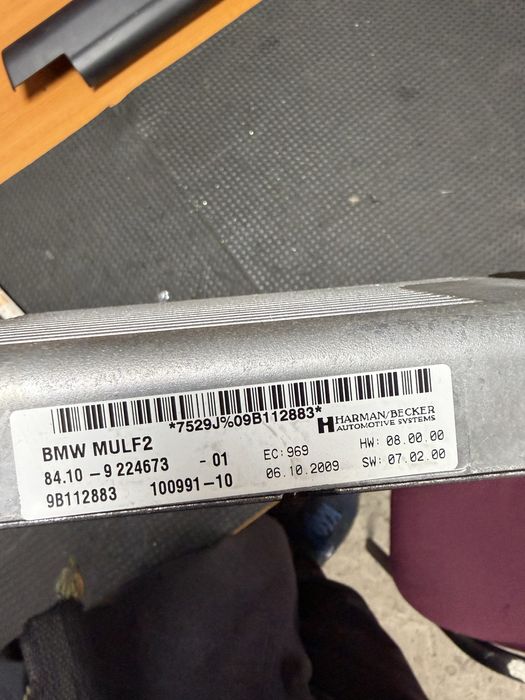 *7529J%09B112883*
HARMAN/BECKER
AUTOMOTIVE SYSTEMS
BMW MULF2
84.10 - 9 224673 - 01
EC: 969
HW: 08.00.00
9B112883
100991-10
06.10.2009
SW: 07.02.00